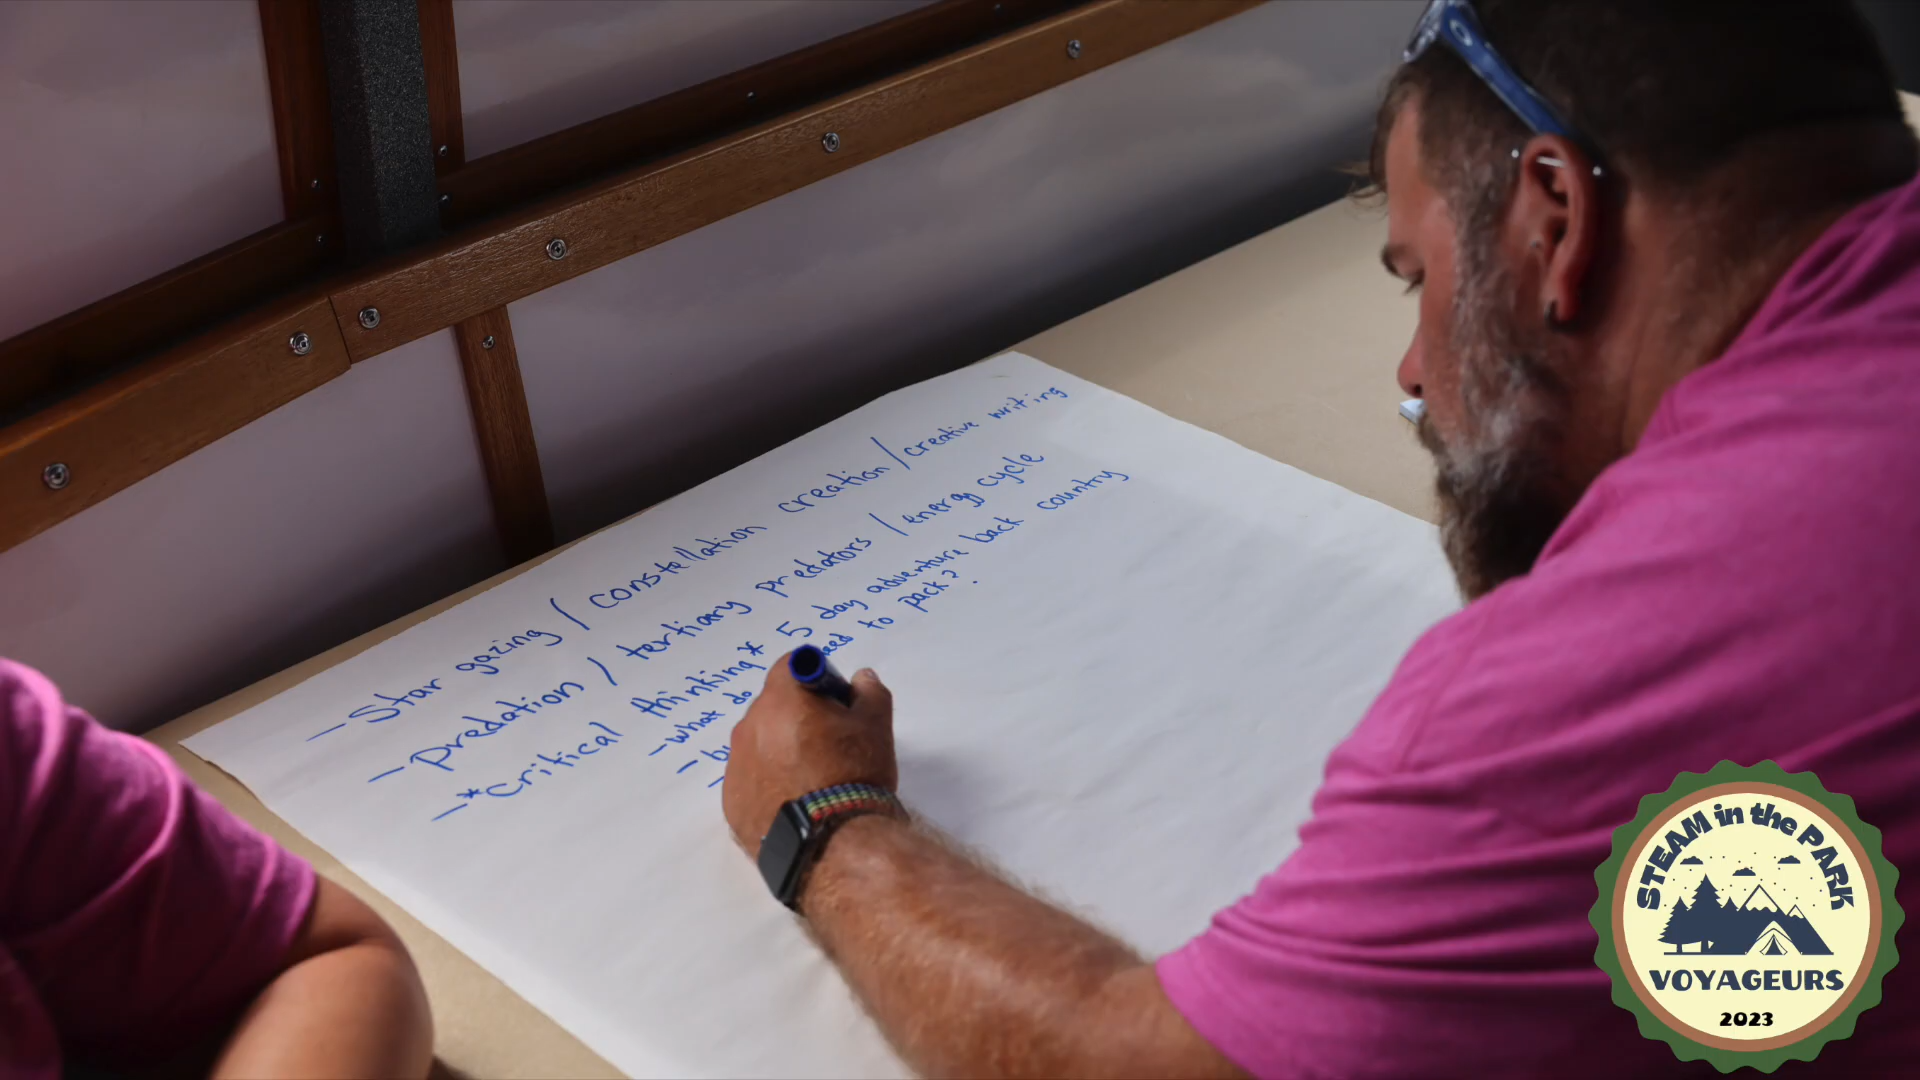 -Star gazing / constellation creation / creative writing
-predation / tertiary predators / energy cycle
-*Critical thinking* 5 day adventure back country
-what do need to pack?
-
-
STEAM in the PARK
VOYAGEURS
2023